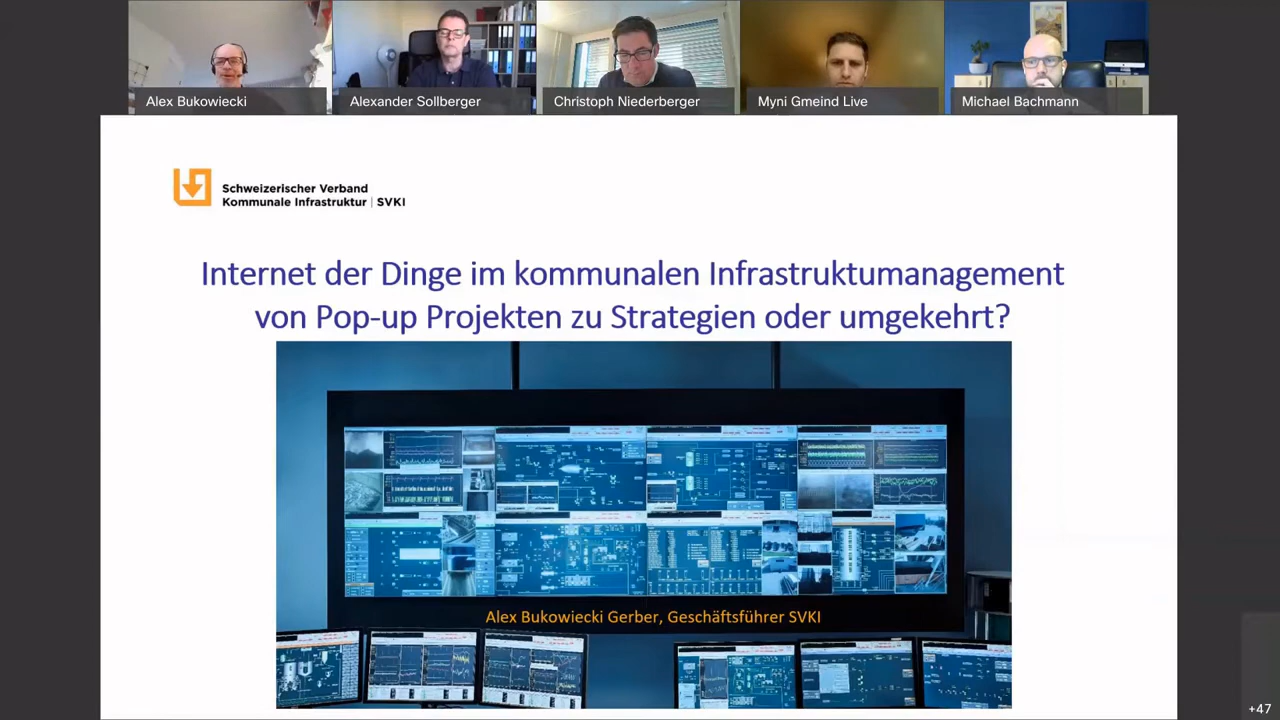 Alex Bukowiecki
Alexander Sollberger
Christoph Niederberger
Myni Gmeind Live
Michael Bachmann
Schweizerischer Verband
Kommunale Infrastruktur | SVKI
Internet der Dinge im kommunalen Infrastruktumanagement
von Pop-up Projekten zu Strategien oder umgekehrt?
Alex Bukowiecki Gerber, Geschäftsführer SVKI
+47